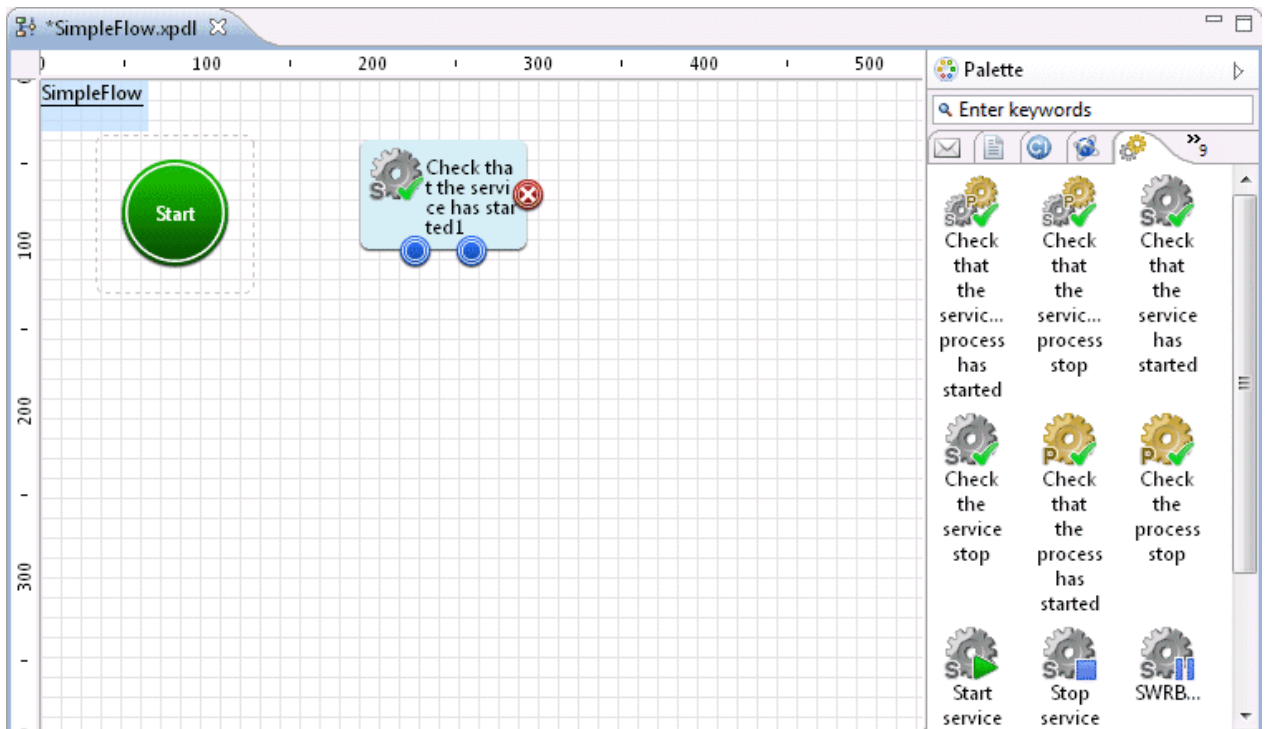 *SimpleFlow.xpdl
0 100 200 300 400 500
SimpleFlow
Start
Check tha
t the servi
ce has star
ted1
S
0
100
200
300
Palette
Enter keywords
9
Check
that
the
servic...
process
has
started
Check
that
the
servic...
process
stop
Check
that
the
service
has
started
Check
the
service
stop
Check
that
the
process
has
started
Check
the
process
stop
Start
service
Stop
service
SWRB...